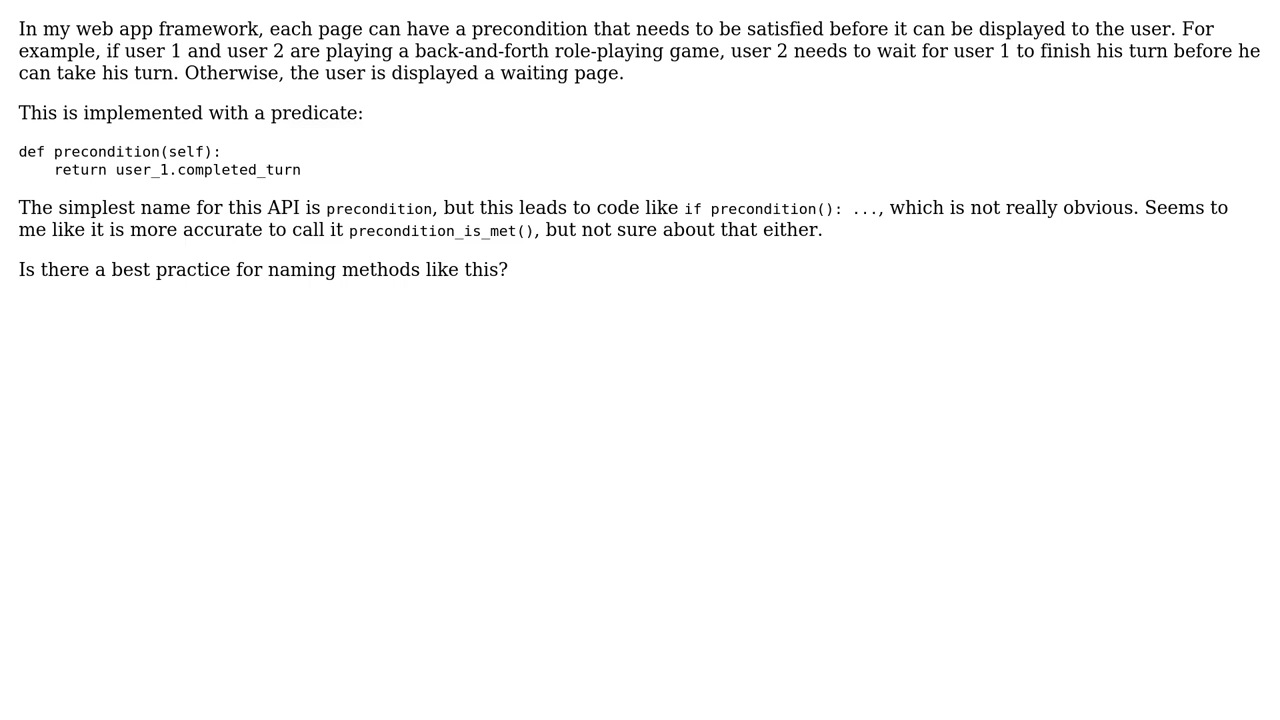 In my web app framework, each page can have a precondition that needs to be satisfied before it can be displayed to the user. For
example, if user 1 and user 2 are playing a back-and-forth role-playing game, user 2 needs to wait for user 1 to finish his turn before he
can take his turn. Otherwise, the user is displayed a waiting page.
This is implemented with a predicate:
def precondition(self):
    return user_1.completed_turn
The simplest name for this API is precondition, but this leads to code like if precondition(): ..., which is not really obvious. Seems to
me like it is more accurate to call it precondition_is_met(), but not sure about that either.
Is there a best practice for naming methods like this?